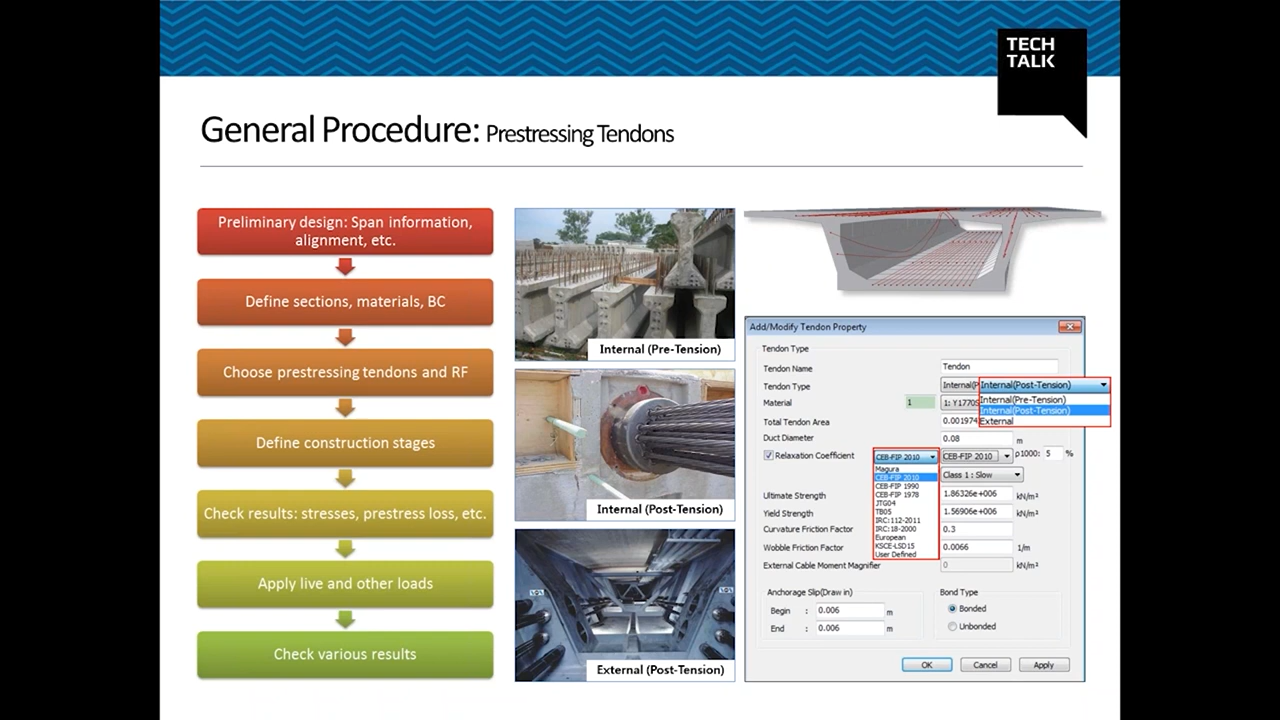 TECH
TALK
General Procedure: Prestressing Tendons
Preliminary design: Span information,
alignment, etc.
Define sections, materials, BC
Choose prestressing tendons and RF
Define construction stages
Check results: stresses, prestress loss, etc.
Apply live and other loads
Check various results
Internal (Pre-Tension)
Internal (Post-Tension)
External (Post-Tension)
Add/Modify Tendon Property
Tendon Type
Tendon Name Tendon
Tendon Type Internal(P Internal(Post-Tension)
Internal(Pre-Tension)
Internal(Post-Tension)
External
Material 1 1: Y1770S
Total Tendon Area 0.001974
Duct Diameter 0.08 m
Relaxation Coefficient CEB-FIP 2010 CEB-FIP 2010 ρ1000: 5 %
Magura
CEB-FIP 2010
CEB-FIP 1990
CEB-FIP 1978
JTG04
TB05
IRC:112-2011
IRC:18-2000
European
KSCE-LSD15
User Defined
Class 1 : Slow
Ultimate Strength 1.86326e+006 kN/m²
Yield Strength 1.56906e+006 kN/m²
Curvature Friction Factor 0.3
Wobble Friction Factor 0.0066 1/m
External Cable Moment Magnifier 0 kN/m²
Anchorage Slip(Draw in)
Begin : 0.006 m
End : 0.006 m
Bond Type
Bonded
Unbonded
OK Cancel Apply